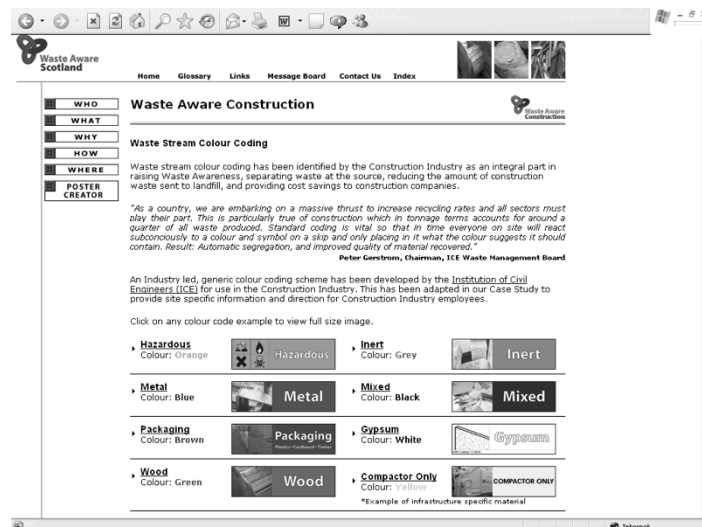 Waste Aware
Scotland
Home Glossary Links Message Board Contact Us Index
WHO
WHAT
WHY
HOW
WHERE
POSTER
CREATOR
Waste Aware Construction
Waste Aware
Construction
Waste Stream Colour Coding
Waste stream colour coding has been identified by the Construction Industry as an integral part in
raising Waste Awareness, separating waste at the source, reducing the amount of construction
waste sent to landfill, and providing cost savings to construction companies.
"As a country, we are embarking on a massive thrust to increase recycling rates and all sectors must
play their part. This is particularly true of construction which in tonnage terms accounts for around a
quarter of all waste produced. Standard coding is vital so that in time everyone on site will react
subconciously to a colour and symbol on a skip and only placing in it what the colour suggests it should
contain. Result: Automatic segregation, and improved quality of material recovered."
Peter Gerstrom, Chairman, ICE Waste Management Board
An Industry led, generic colour coding scheme has been developed by the Institution of Civil
Engineers (ICE) for use in the Construction Industry. This has been adapted in our Case Study to
provide site specific information and direction for Construction Industry employees.
Click on any colour code example to view full size image.
Hazardous
Colour: Orange
Hazardous
Inert
Colour: Grey
Inert
Metal
Colour: Blue
Metal
Mixed
Colour: Black
Mixed
Packaging
Colour: Brown
Packaging
Plastics · Cardboard · Timber
Gypsum
Colour: White
Gypsum
Wood
Colour: Green
Wood
Compactor Only
Colour: Yellow
COMPACTOR ONLY
*Example of infrastructure specific material
Internet